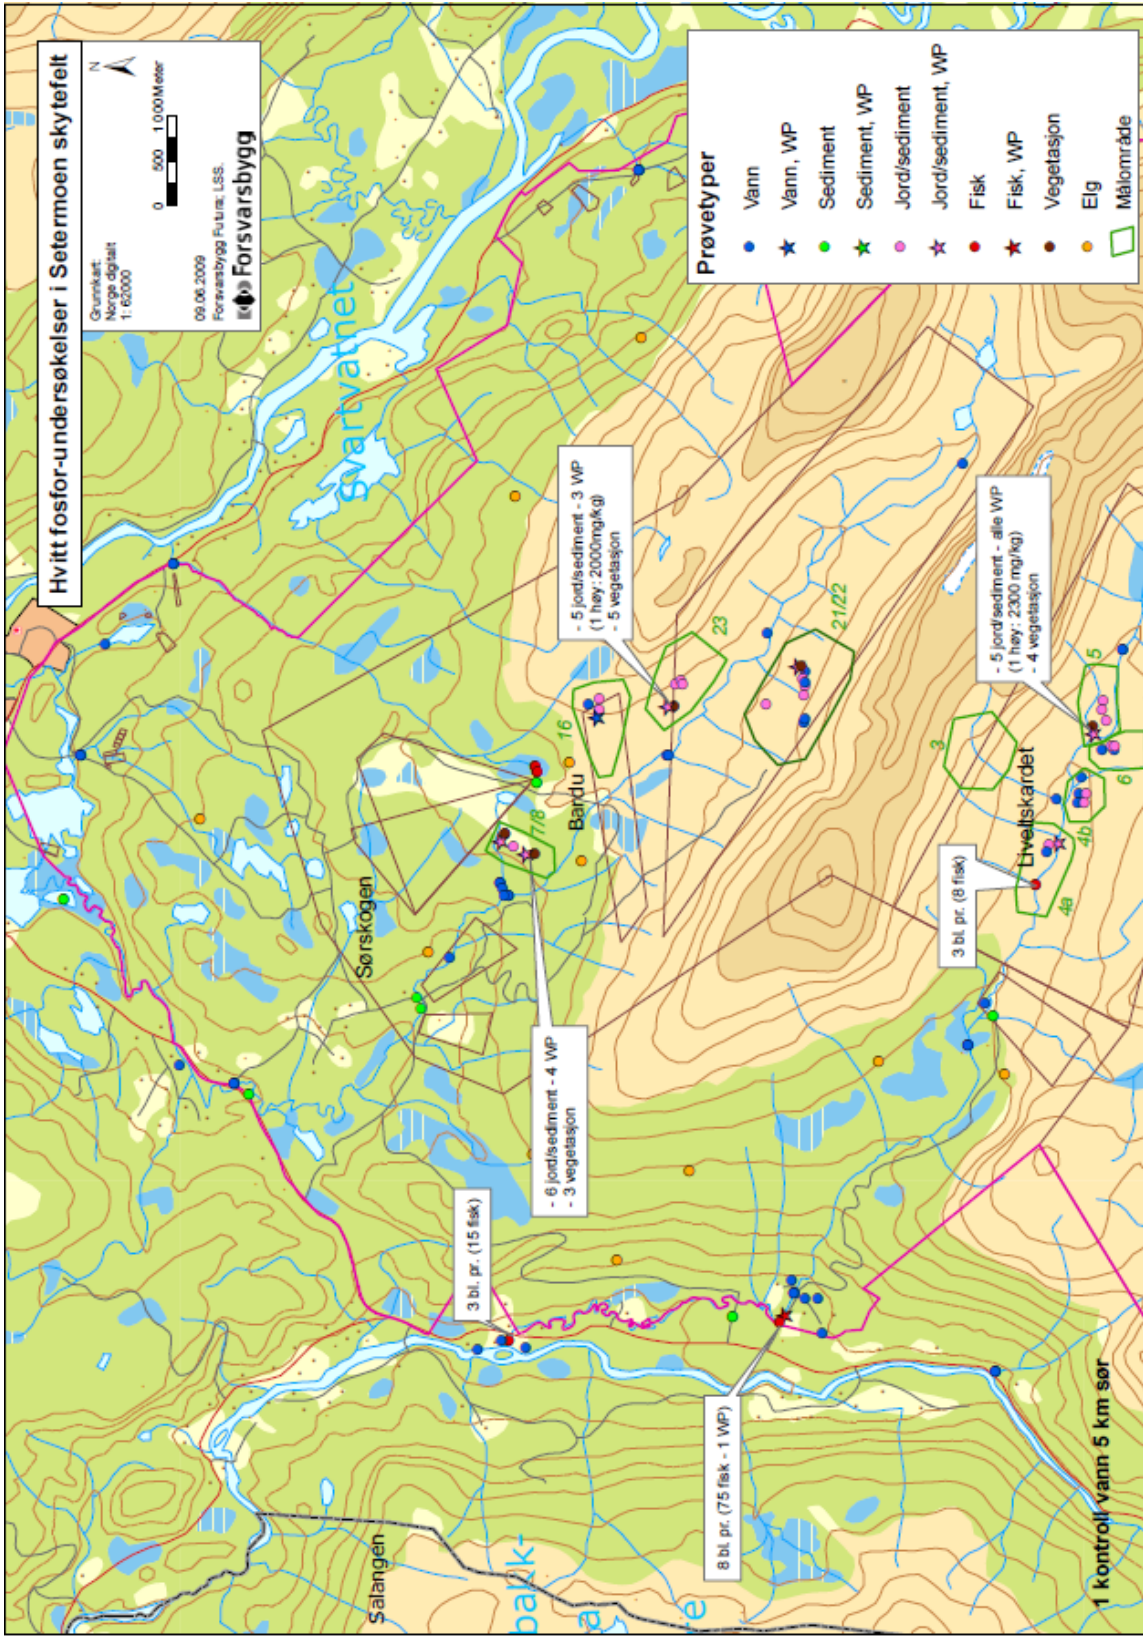 Hvitt fosfor-undersøkelser i Setermoen skytefelt
Grunnkart:
Norge digitalt
1: 62000
N
0 500 1 000 Meter
09.06.2009
Forsvarsbygg Futura; LSS.
Forsvarsbygg
Svartvatnet
Sørskogen
Bardu
Salangen
bakk-
a
e
Liveltskardet
16
23
7/8
21/22
3
5
6
4b
4a
- 5 jord/sediment - 3 WP
(1 høy: 2000mg/kg)
- 5 vegetasjon
- 6 jord/sediment - 4 WP
- 3 vegetasjon
3 bl. pr. (15 fisk)
8 bl. pr. (75 fisk - 1 WP)
3 bl. pr. (8 fisk)
- 5 jord/sediment - alle WP
(1 høy: 2300 mg/kg)
- 4 vegetasjon
1 kontroll vann 5 km sør
Prøvetyper
Vann
Vann, WP
Sediment
Sediment, WP
Jord/sediment
Jord/sediment, WP
Fisk
Fisk, WP
Vegetasjon
Elg
Målområde